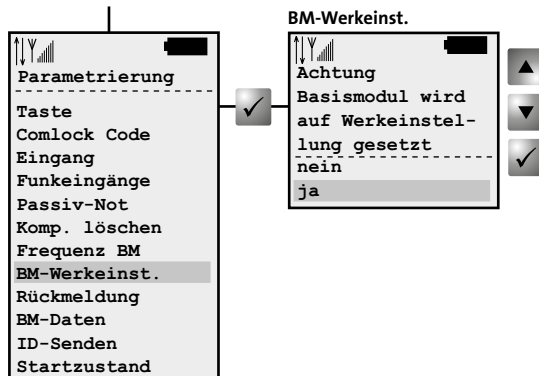 Parametrierung
Taste
Comlock Code
Eingang
Funkeingänge
Passiv-Not
Komp. löschen
Frequenz BM
BM-Werkeinst.
Rückmeldung
BM-Daten
ID-Senden
Startzustand
BM-Werkeinst.
Achtung
Basismodul wird
auf Werkeinstel-
lung gesetzt
nein
ja